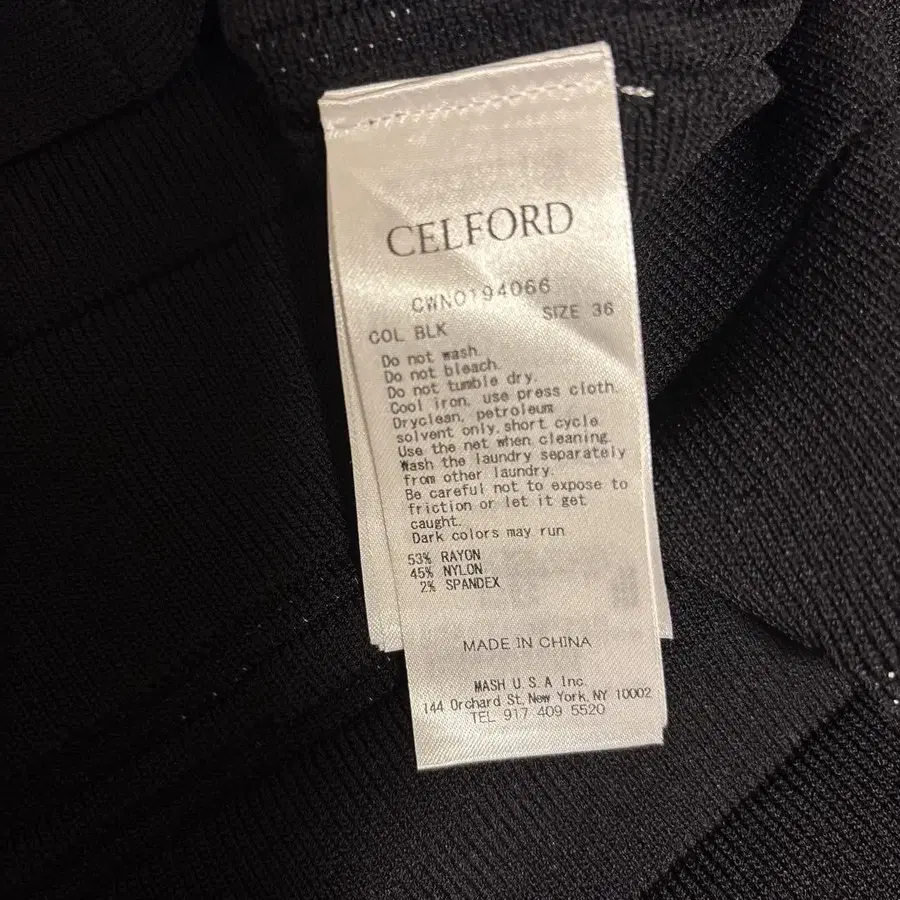 CELFORD
CWNO194066
SIZE 36
COL BLK
Do not wash.
Do not bleach.
Do not tumble dry.
Cool iron, use press cloth.
Dryclean, petroleum
solvent only, short cycle
Use the net when cleaning.
Wash the laundry separately
from other laundry.
Be careful not to expose to
friction or let it get
caught.
Dark colors may run
53% RAYON
45% NYLON
2% SPANDEX
MADE IN CHINA
MASH U.S.A Inc.
144 Orchard St, New York, NY 10002
TEL 917 409 5520